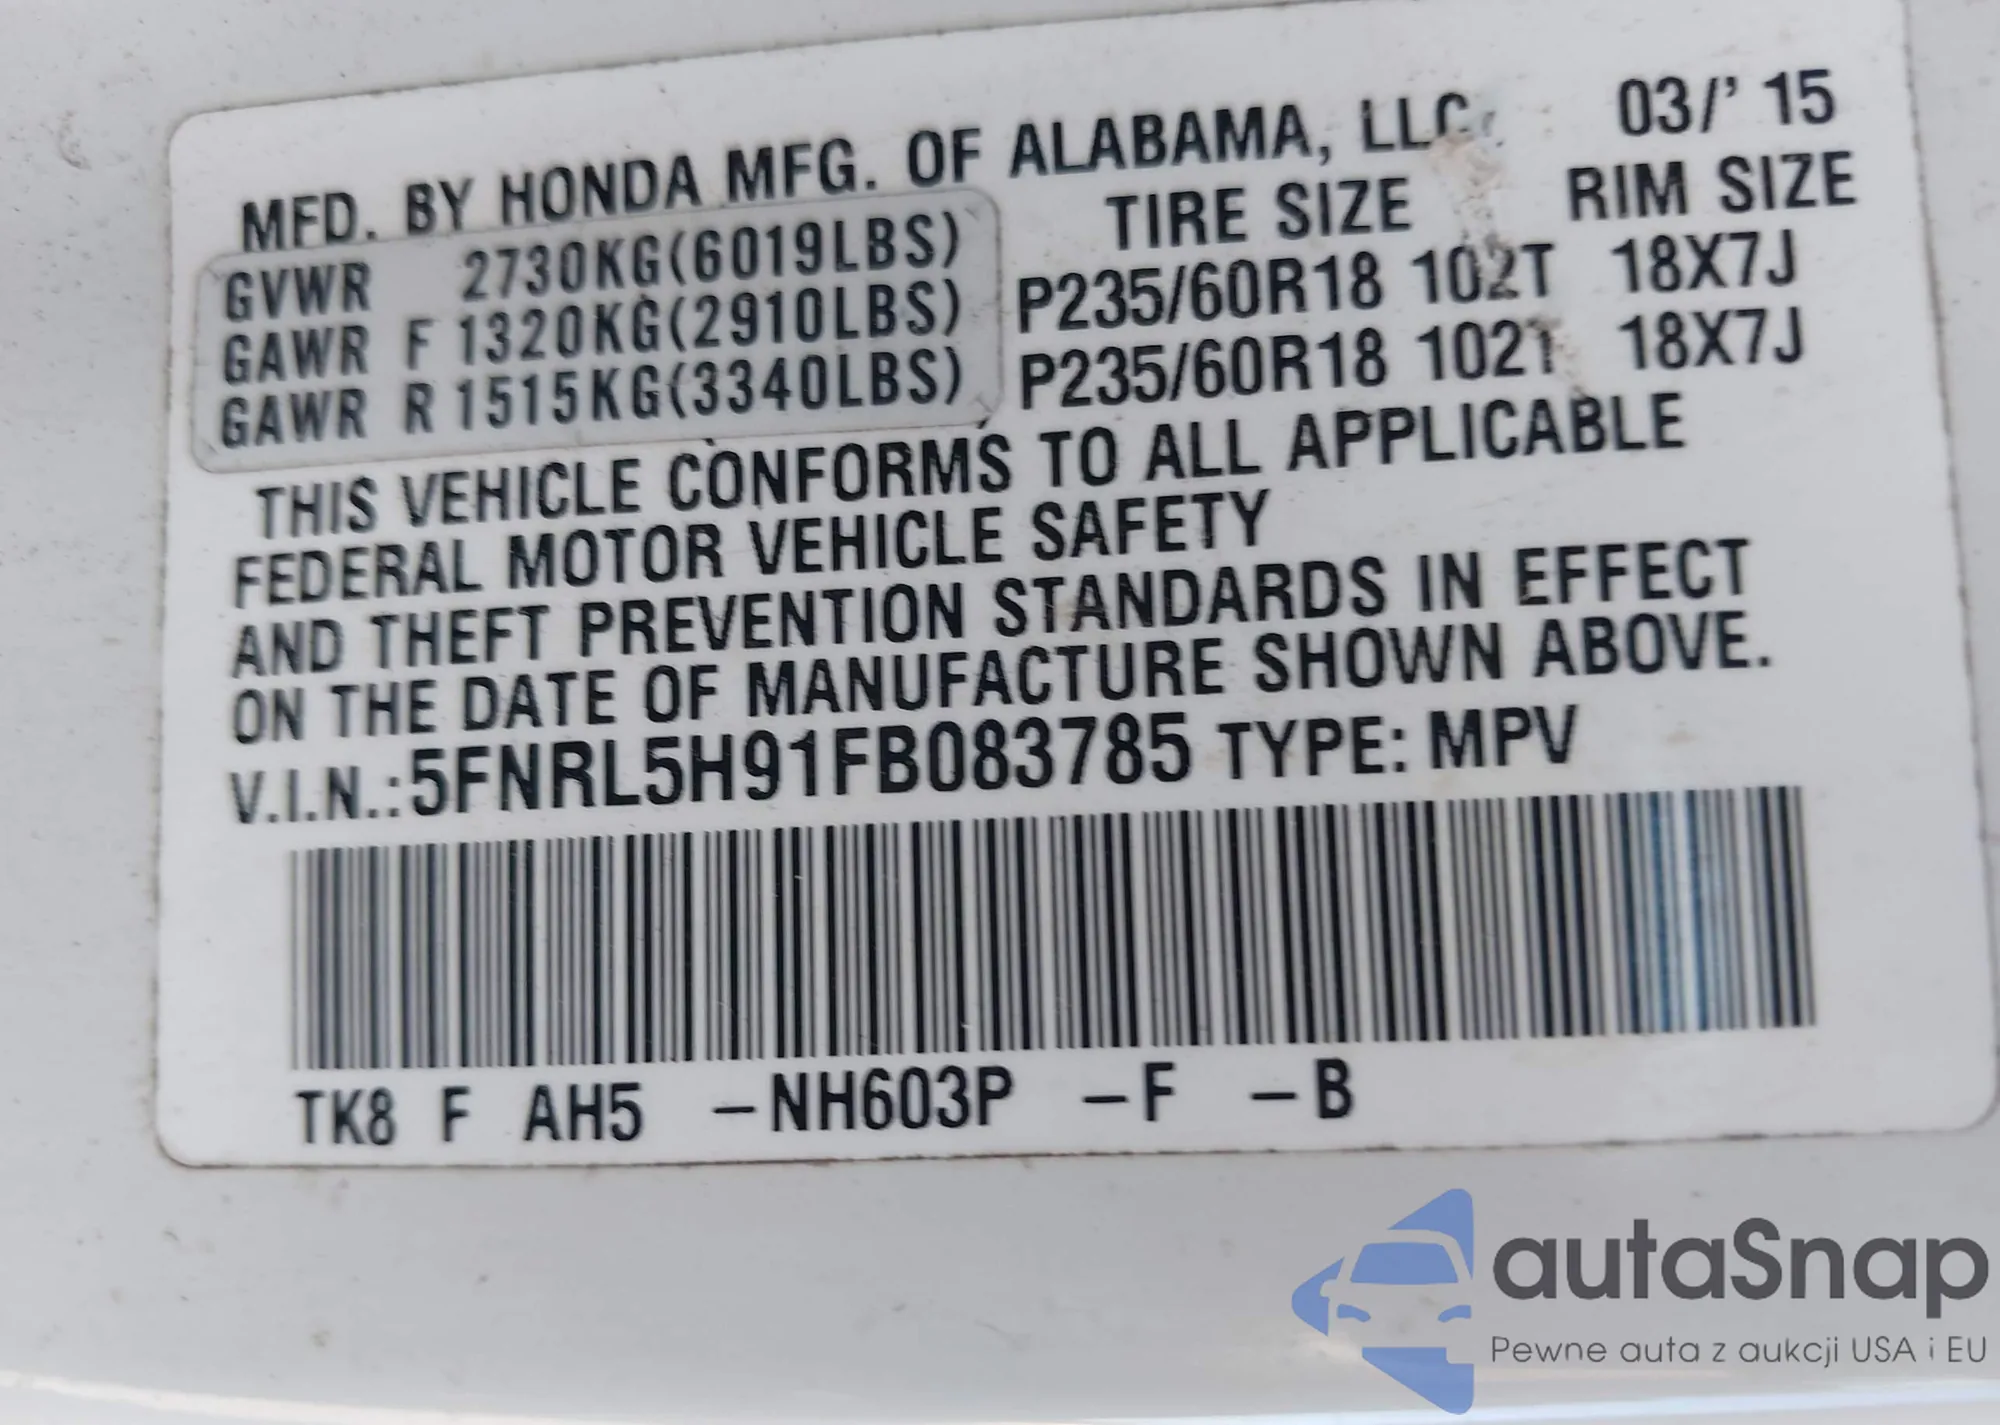 MFD. BY HONDA MFG. OF ALABAMA, LLC. 03/' 15
TIRE SIZE RIM SIZE
GVWR 2730KG(6019LBS)
GAWR F 1320KG(2910LBS) P235/60R18 102T 18X7J
GAWR R 1515KG(3340LBS) P235/60R18 102T 18X7J
THIS VEHICLE CONFORMS TO ALL APPLICABLE
FEDERAL MOTOR VEHICLE SAFETY
AND THEFT PREVENTION STANDARDS IN EFFECT
ON THE DATE OF MANUFACTURE SHOWN ABOVE.
V.I.N.:5FNRL5H91FB083785 TYPE: MPV
TK8 F AH5 –NH603P –F –B
autaSnap
Pewne auta z aukcji USA i EU